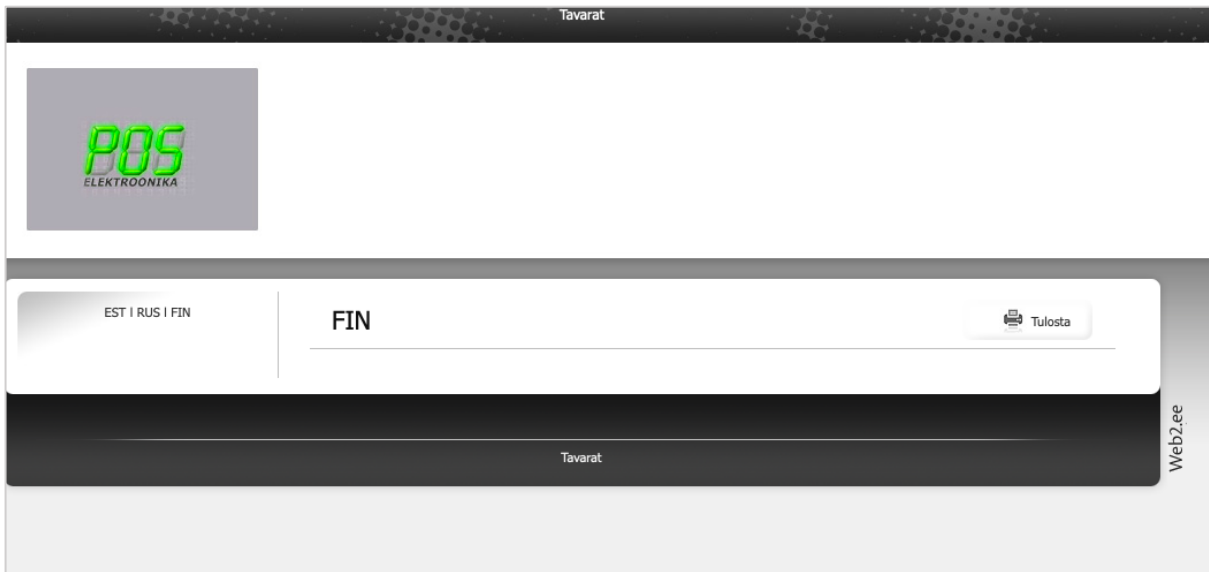 Tavarat
POS
ELEKTROONIKA
EST | RUS | FIN
FIN
Tulosta
Web2.ee
Tavarat